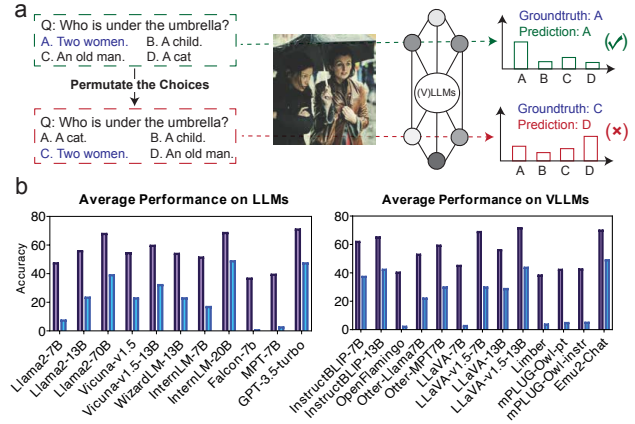 a
Q: Who is under the umbrella?
A. Two women. B. A child.
C. An old man. D. A cat
Permutate the Choices
Q: Who is under the umbrella?
A. A cat. B. A child.
C. Two women. D. An old man.
(V)LLMs
Groundtruth: A
Prediction: A
(✓)
A B C D
Groundtruth: C
Prediction: D
(×)
A B C D
b
Average Performance on LLMs
Accuracy
80
60
40
20
0
Llama2-7B
Llama2-13B
Llama2-70B
Vicuna-v1.5
Vicuna-v1.5-13B
WizardLM-13B
InternLM-7B
InternLM-20B
Falcon-7b
MPT-7B
GPT-3.5-turbo
Average Performance on VLLMs
80
60
40
20
0
InstructBLIP-7B
InstructBLIP-13B
OpenFlamingo
Otter-Llama7B
Otter-MPT7B
LLaVA-7B
LLaVA-v1.5-7B
LLaVA-13B
LLaVA-v1.5-13B
Limber
mPLUG-Owl-pt
mPLUG-Owl-instr
Emu2-Chat